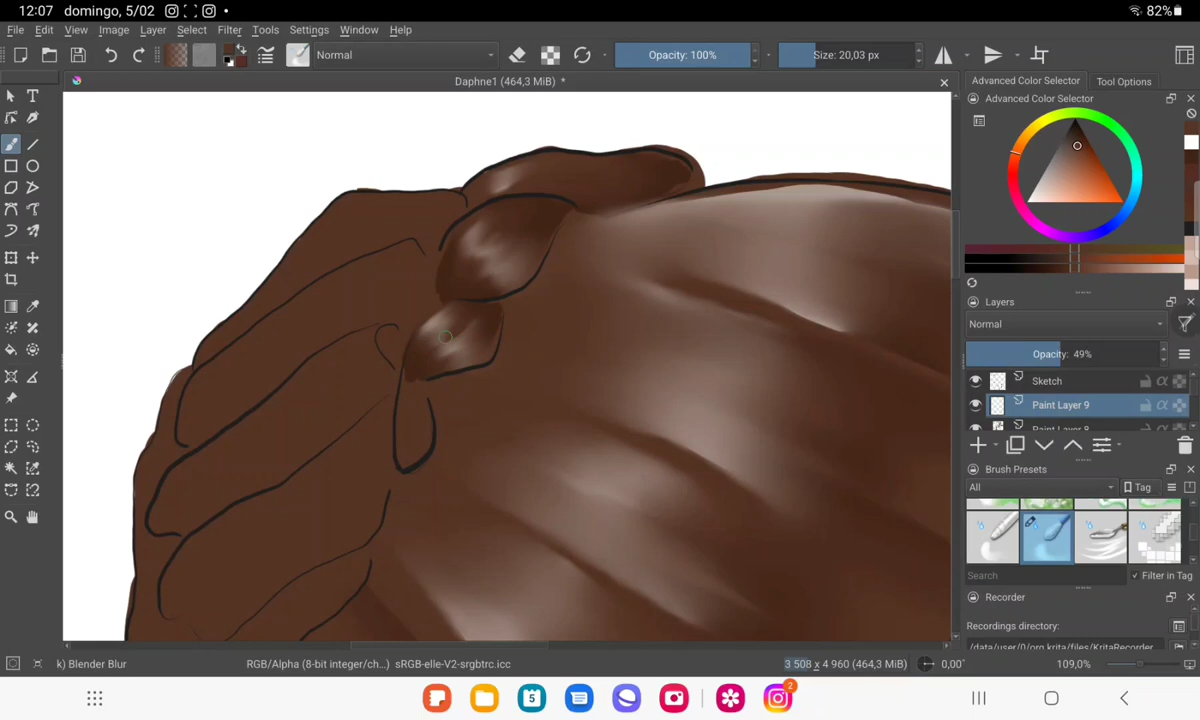 12:07 domingo, 5/02
82%
File Edit View Image Layer Select Filter Tools Settings Window Help
Normal
Opacity: 100%
Size: 20,03 px
Daphne1 (464,3 MiB) *
Advanced Color Selector
Tool Options
Advanced Color Selector
Layers
Normal
Opacity: 49%
Sketch
Paint Layer 9
Paint Layer 8
Brush Presets
All
Tag
Search
Filter in Tag
Recorder
Recordings directory:
/data/user/0/org.krita/files/KritaRecorder
k) Blender Blur
RGB/Alpha (8-bit integer/ch...) sRGB-elle-V2-srgbtrc.icc
3 508 x 4 960 (464,3 MiB)
0,00°
109,0%
5
2